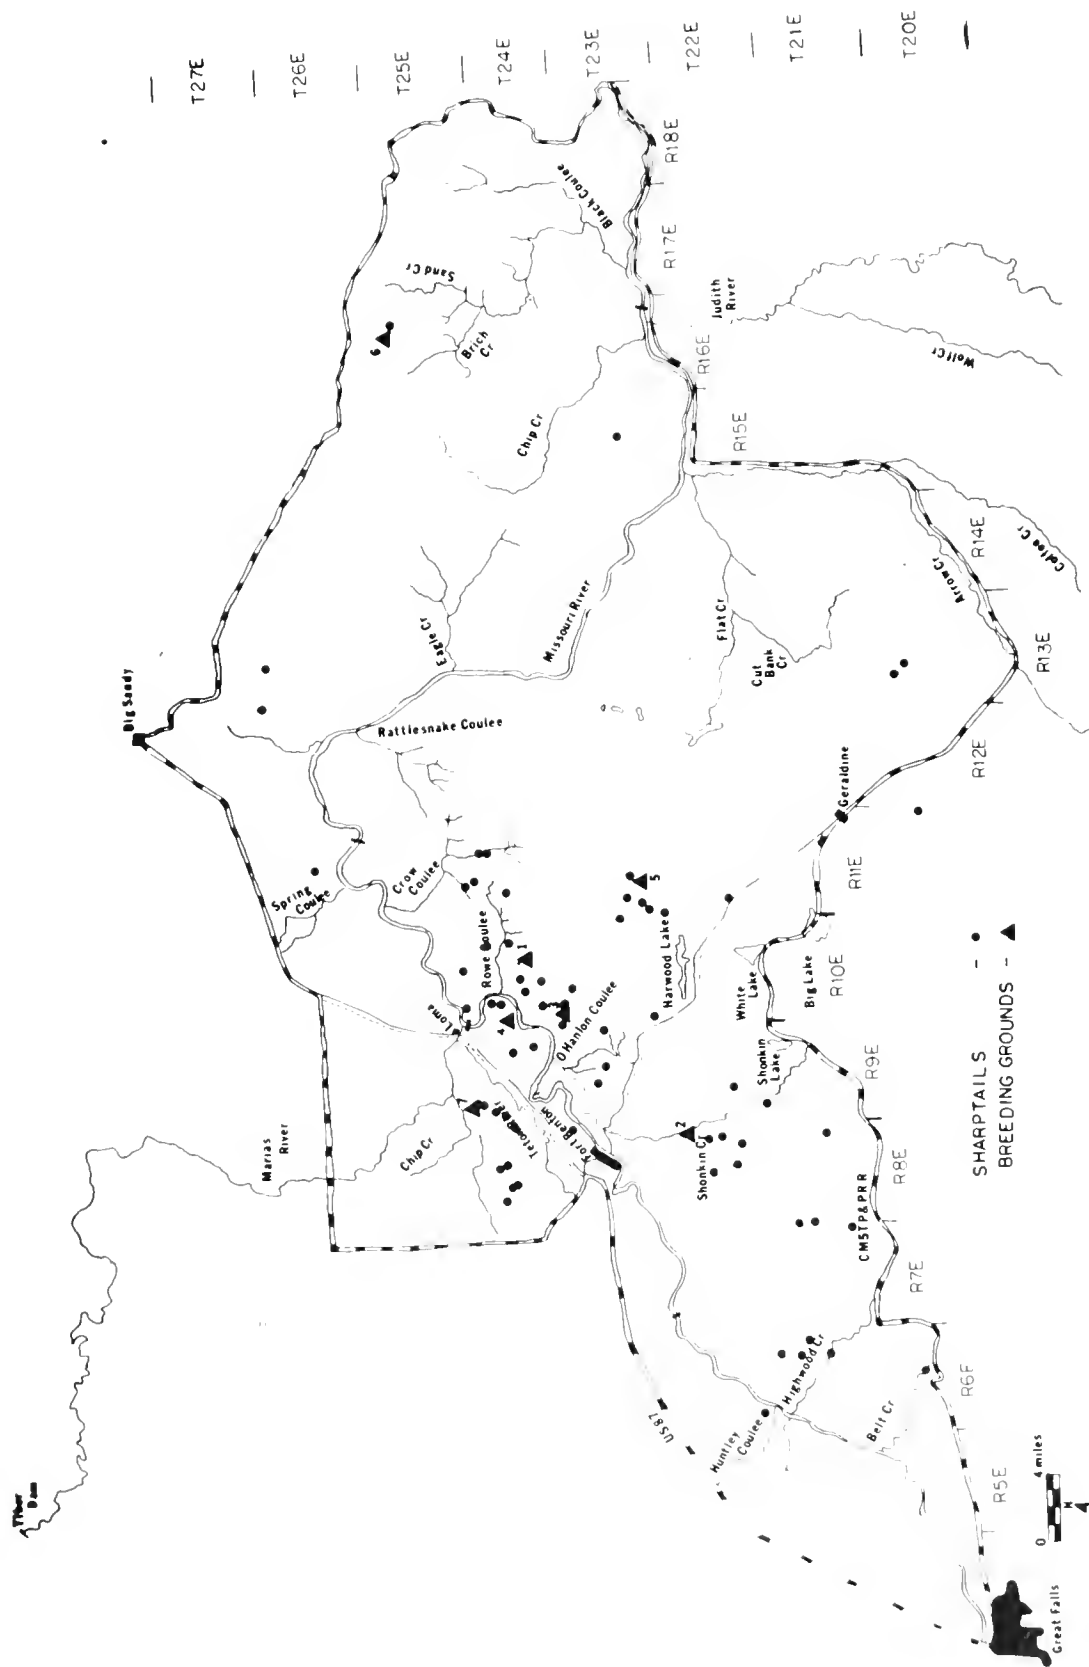 Tiber
Dam
Marias
River
Big Sandy
T27E
T26E
T25E
T24E
T23E
T22E
T21E
T20E
Spring
Coulee
Crow
Coulee
Rattlesnake Coulee
Eagle Cr
Missouri River
Chip Cr
Brich
Cr
Sand Cr
Black Coulee
6
Chip Cr
Loma
Teton River
Rowe Coulee
1
3
4
O Hanlon Coulee
Fort Benton
US87
Harwood Lake
5
Flat Cr
Cut
Bank
Cr
Judith
River
Wolf Cr
Shonkin Cr
2
Shonkin
Lake
White
Lake
Big Lake
Geraldine
Arrow Cr
Coffee Cr
Huntley
Coulee
Highwood Cr
Belt Cr
CMSTP&PRR
R5E
R6E
R7E
R8E
R9E
R10E
R11E
R12E
R13E
R14E
R15E
R16E
R17E
R18E
Great Falls
0 4 miles
N
SHARPTAILS -
BREEDING GROUNDS -